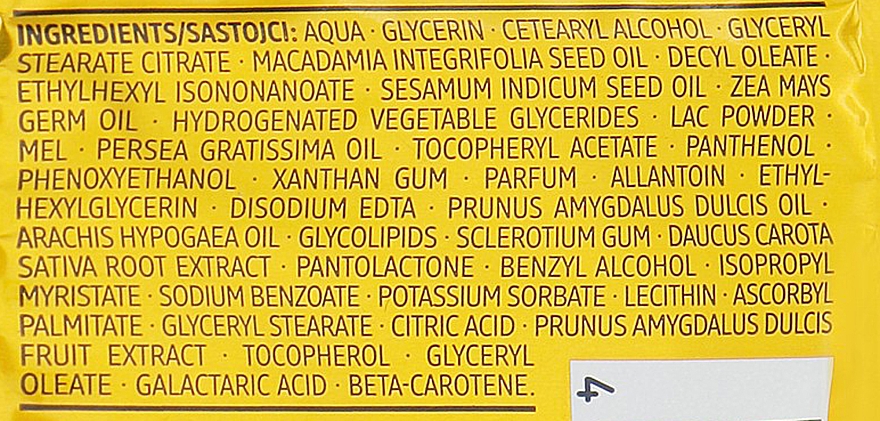 INGREDIENTS/SASTOJCI: AQUA · GLYCERIN · CETEARYL ALCOHOL · GLYCERYL
STEARATE CITRATE · MACADAMIA INTEGRIFOLIA SEED OIL · DECYL OLEATE ·
ETHYLHEXYL ISONONANOATE · SESAMUM INDICUM SEED OIL · ZEA MAYS
GERM OIL · HYDROGENATED VEGETABLE GLYCERIDES · LAC POWDER ·
MEL · PERSEA GRATISSIMA OIL · TOCOPHERYL ACETATE · PANTHENOL ·
PHENOXYETHANOL · XANTHAN GUM · PARFUM · ALLANTOIN · ETHYL-
HEXYLGLYCERIN · DISODIUM EDTA · PRUNUS AMYGDALUS DULCIS OIL ·
ARACHIS HYPOGAEA OIL · GLYCOLIPIDS · SCLEROTIUM GUM · DAUCUS CAROTA
SATIVA ROOT EXTRACT · PANTOLACTONE · BENZYL ALCOHOL · ISOPROPYL
MYRISTATE · SODIUM BENZOATE · POTASSIUM SORBATE · LECITHIN · ASCORBYL
PALMITATE · GLYCERYL STEARATE · CITRIC ACID · PRUNUS AMYGDALUS DULCIS
FRUIT EXTRACT · TOCOPHEROL · GLYCERYL
OLEATE · GALACTARIC ACID · BETA-CAROTENE.
4